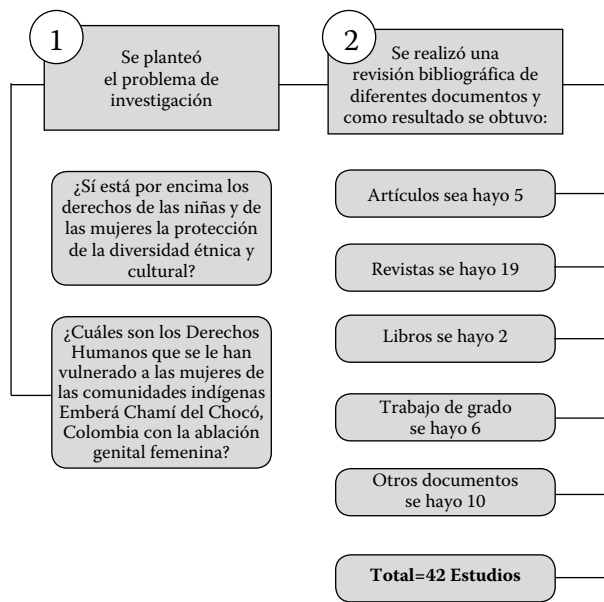 1
Se planteó
el problema de
investigación
¿Sí está por encima los
derechos de las niñas y de
las mujeres la protección
de la diversidad étnica y
cultural?
¿Cuáles son los Derechos
Humanos que se le han
vulnerado a las mujeres de
las comunidades indígenas
Emberá Chamí del Chocó,
Colombia con la ablación
genital femenina?
2
Se realizó una
revisión bibliográfica de
diferentes documentos y
como resultado se obtuvo:
Artículos sea hayo 5
Revistas se hayo 19
Libros se hayo 2
Trabajo de grado
se hayo 6
Otros documentos
se hayo 10
Total=42 Estudios